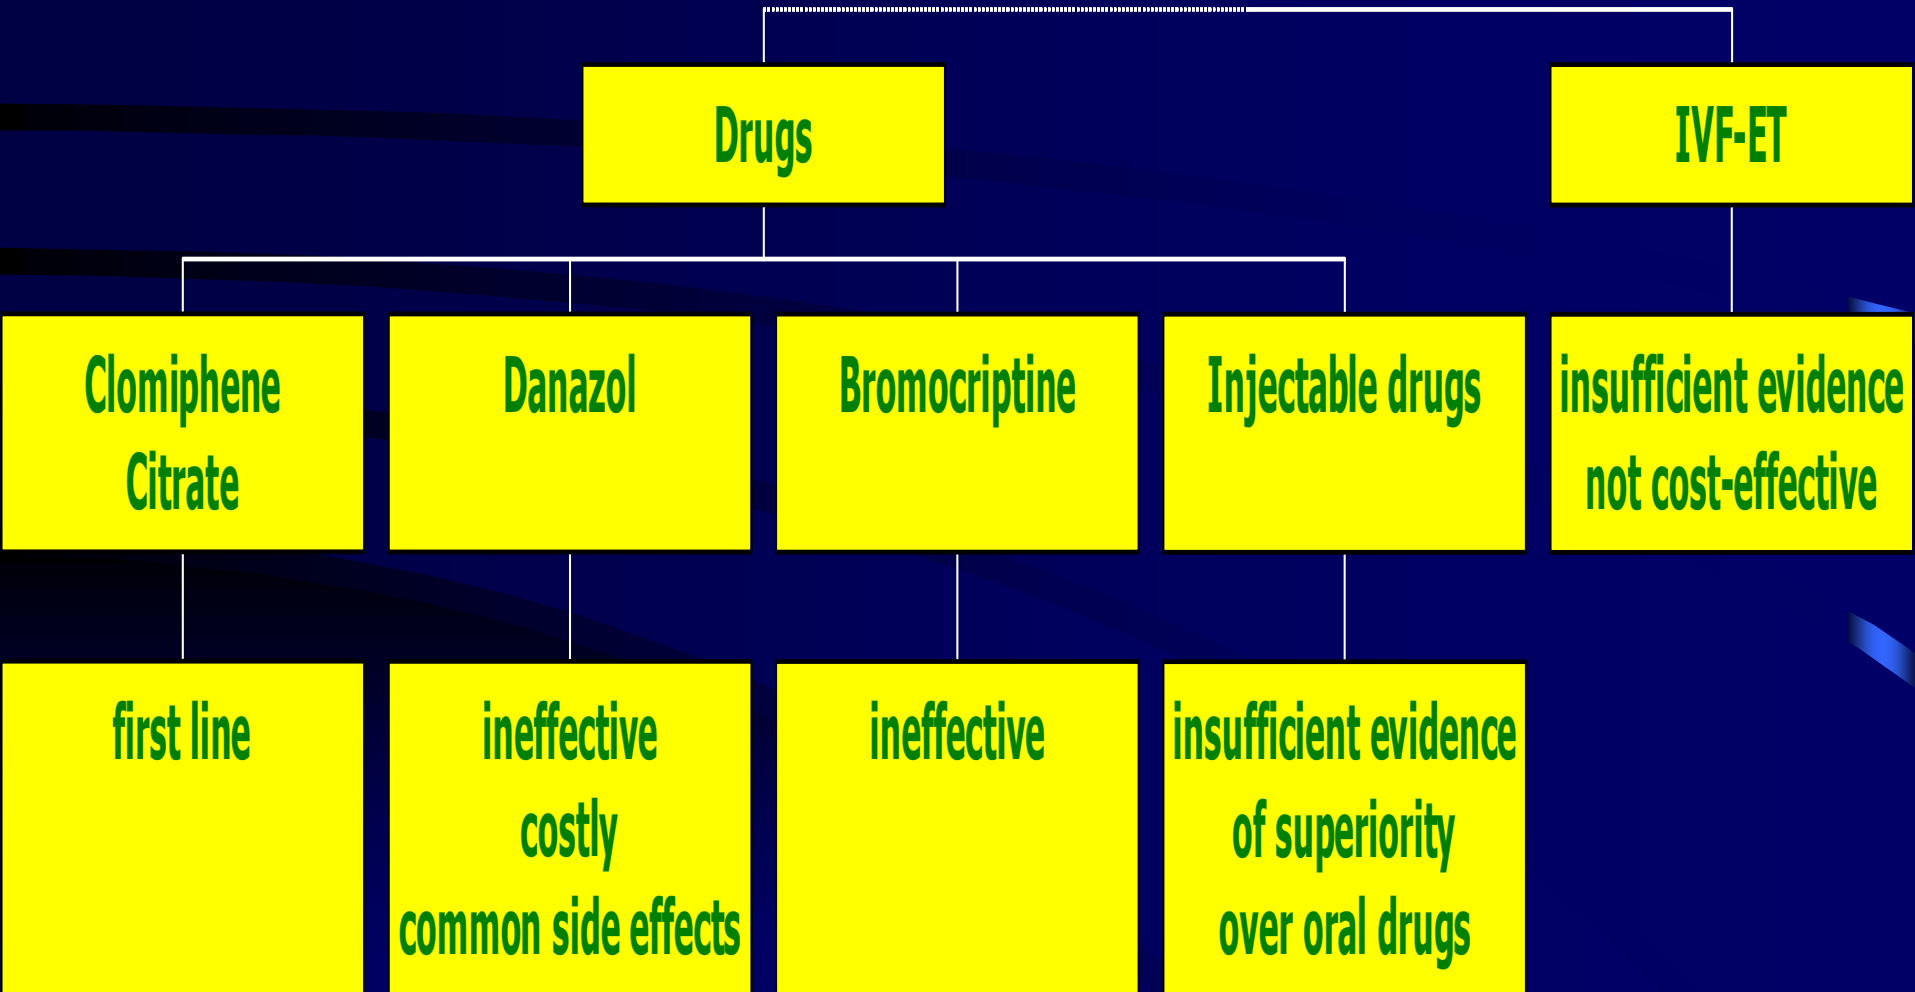 Drugs
IVF-ET
Clomiphene
Citrate
Danazol
Bromocriptine
Injectable drugs
insufficient evidence
not cost-effective
first line
ineffective
costly
common side effects
ineffective
insufficient evidence
of superiority
over oral drugs